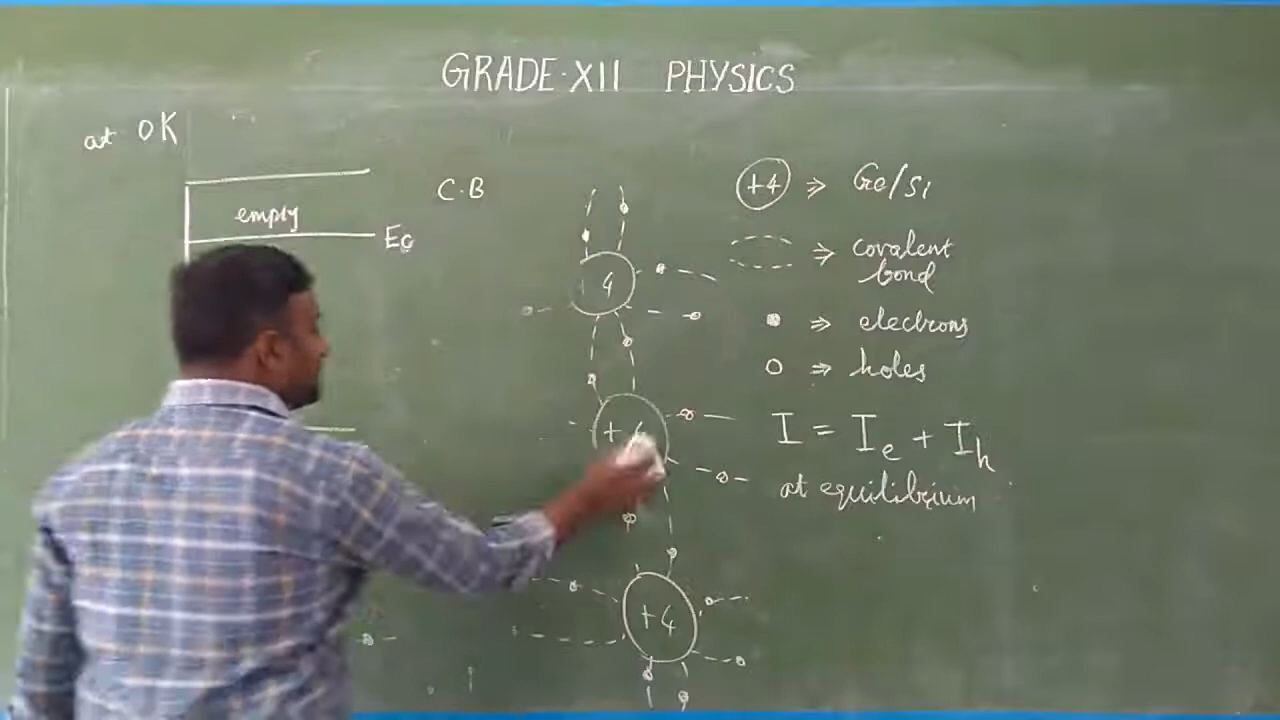 GRADE-XII PHYSICS
at 0K
empty
Ec
C.B
4
+4
+4
+4 ⇒ Ge/Si
⇒ covalent bond
⇒ electrons
⇒ holes
I = Ie + Ih
at equilibrium